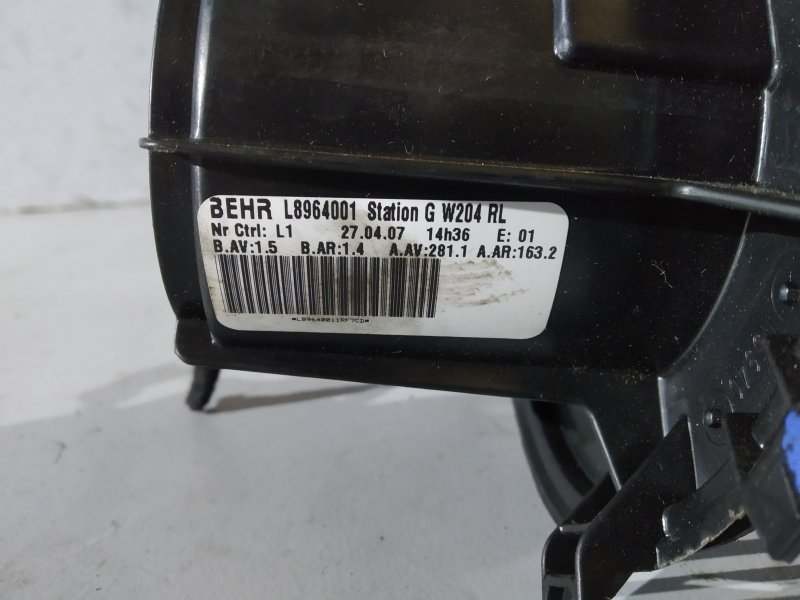 BEHR L8964001 Station G W204 RL
Nr Ctrl: L1 27.04.07 14h36 E: 01
B.AV:1.5 B.AR:1.4 A.AV:281.1 A.AR:163.2